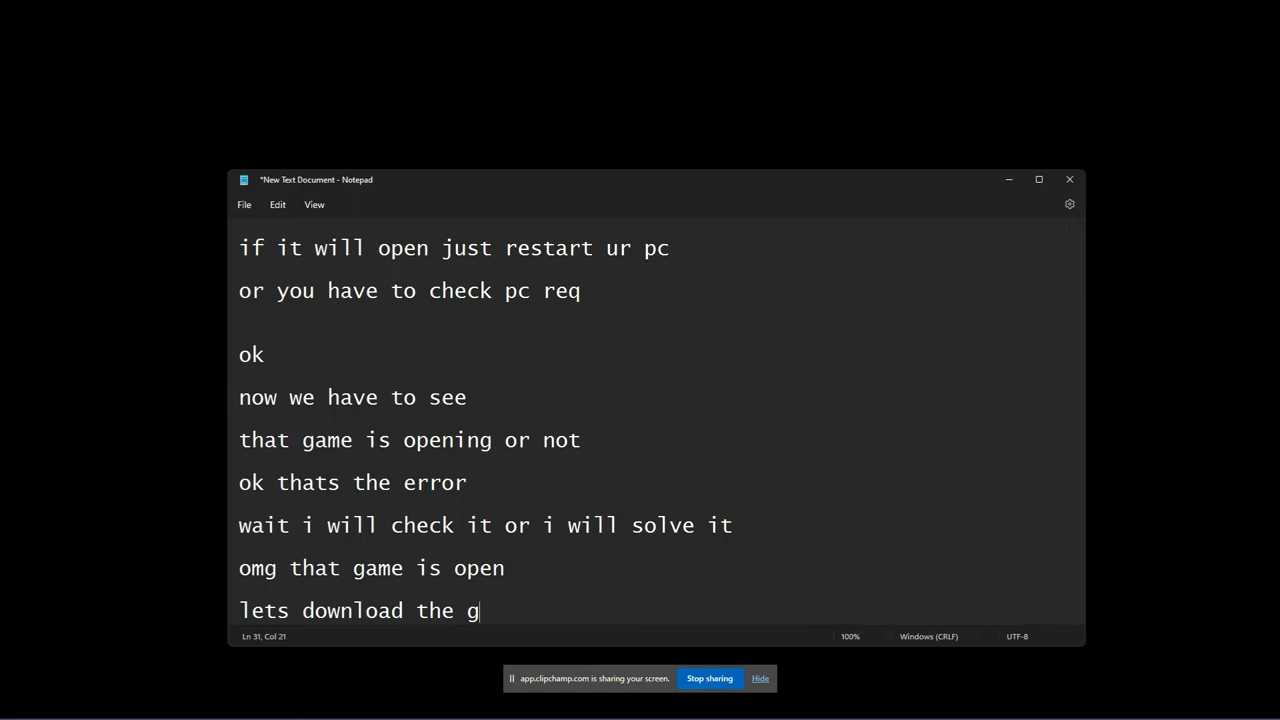 *New Text Document - Notepad
File Edit View
if it will open just restart ur pc
or you have to check pc req
ok
now we have to see
that game is opening or not
ok thats the error
wait i will check it or i will solve it
omg that game is open
lets download the g
Ln 31, Col 21 100% Windows (CRLF) UTF-8
app.clipchamp.com is sharing your screen. Stop sharing Hide